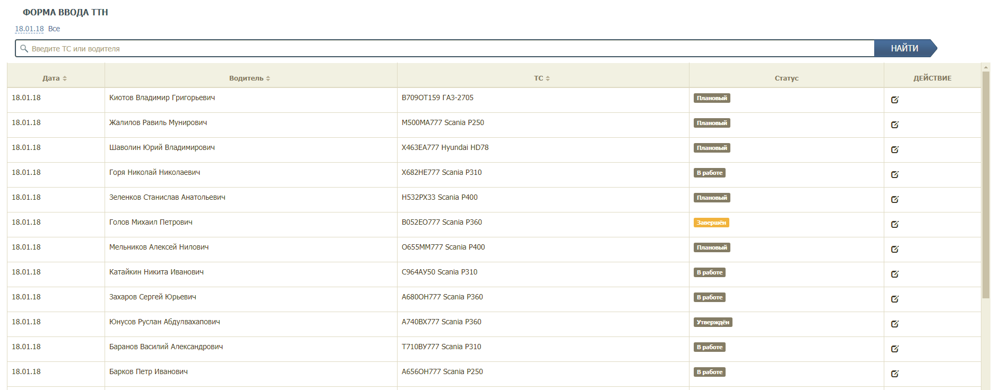 ФОРМА ВВОДА ТТН
18.01.18 Все
Введите ТС или водителя НАЙТИ
Дата Водитель ТС Статус ДЕЙСТВИЕ
18.01.18 Киотов Владимир Григорьевич В709ОТ159 ГАЗ-2705 Плановый
18.01.18 Жалилов Равиль Мунирович М500МА777 Scania P250 Плановый
18.01.18 Шаволин Юрий Владимирович Х463ЕА777 Hyundai HD78 Плановый
18.01.18 Горя Николай Николаевич Х682НЕ777 Scania P310 В работе
18.01.18 Зеленков Станислав Анатольевич Н532РХ33 Scania P400 Плановый
18.01.18 Голов Михаил Петрович В052ЕО777 Scania P360 Завершён
18.01.18 Мельников Алексей Нилович О655ММ777 Scania P400 Плановый
18.01.18 Катайкин Никита Иванович С964АУ50 Scania P310 В работе
18.01.18 Захаров Сергей Юрьевич А680ОН777 Scania P360 В работе
18.01.18 Юнусов Руслан Абдулвахапович А740ВХ777 Scania P360 Утверждён
18.01.18 Баранов Василий Александрович Т710ВУ777 Scania P310 В работе
18.01.18 Барков Петр Иванович А656ОН777 Scania P250 В работе